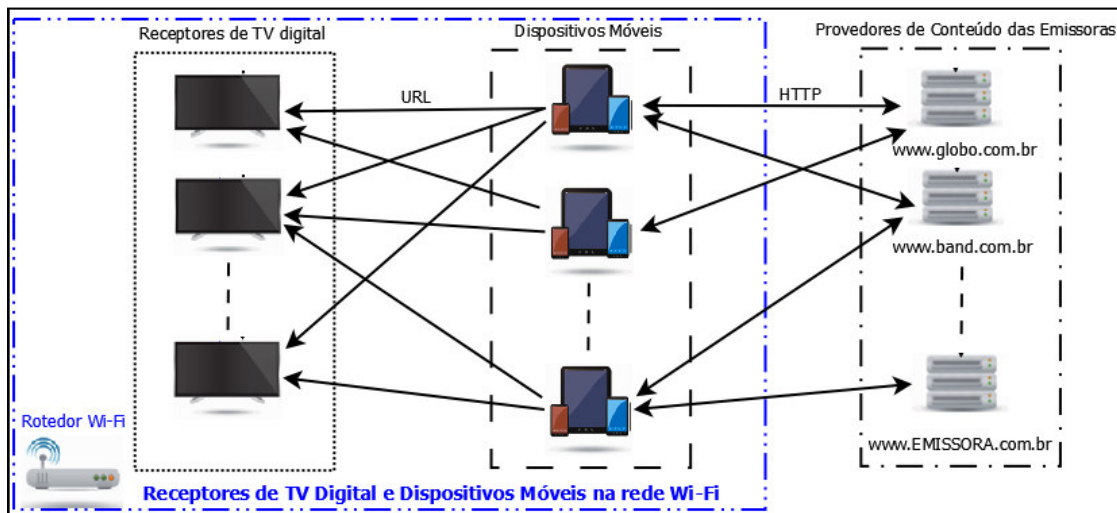 Receptores de TV digital
Dispositivos Móveis
Provedores de Conteúdo das Emissoras
URL
HTTP
www.globo.com.br
www.band.com.br
www.EMISSORA.com.br
Rotedor Wi-Fi
Receptores de TV Digital e Dispositivos Móveis na rede Wi-Fi